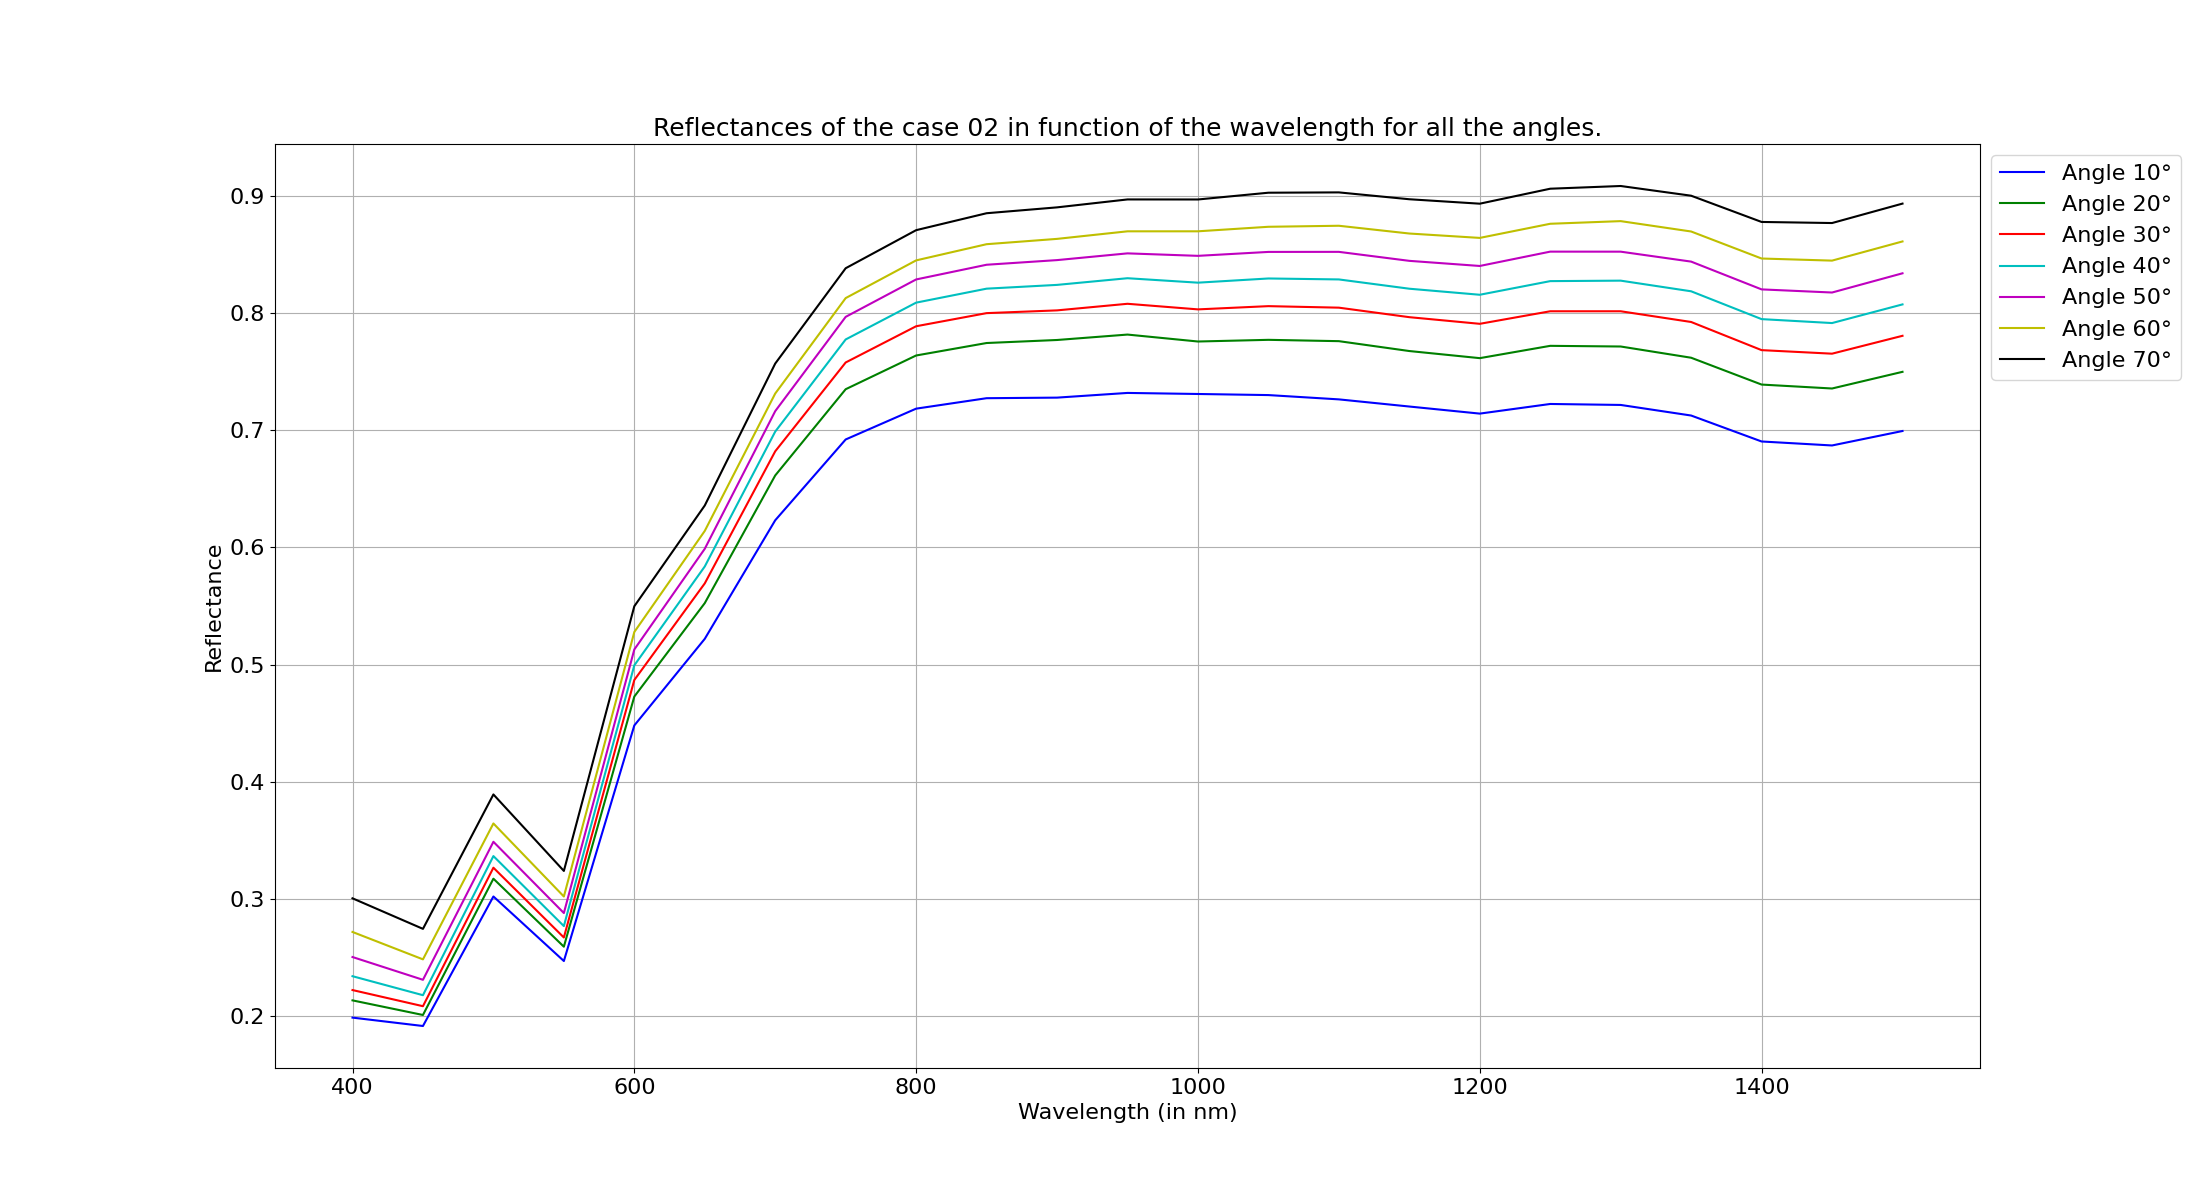 Reflectances of the case 02 in function of the wavelength for all the angles.
0.9
0.8
0.7
0.6
0.5
0.4
0.3
0.2
Reflectance
400 600 800 1000 1200 1400
Wavelength (in nm)
Angle 10°
Angle 20°
Angle 30°
Angle 40°
Angle 50°
Angle 60°
Angle 70°